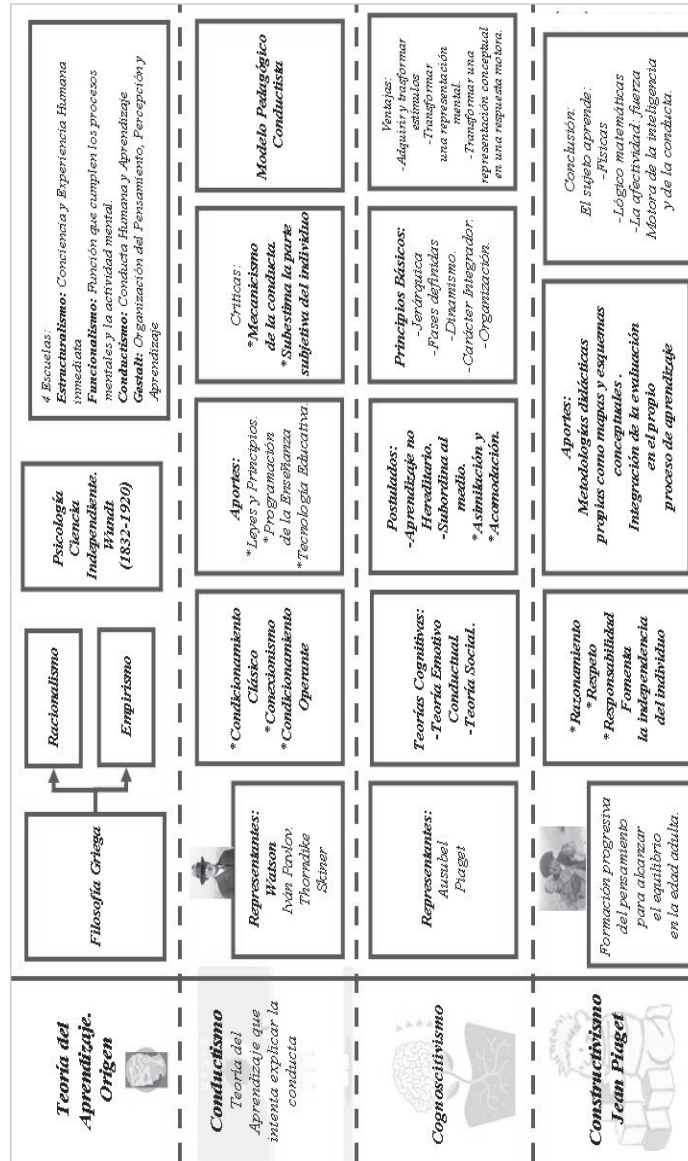 Teoría del
Aprendizaje.
Origen
Filosofía Griega
Racionalismo
Empirismo
Psicología
Ciencia
Independiente.
Wundt
(1832-1920)
4 Escuelas:
Estructuralismo: Conciencia y Experiencia Humana
inmediata
Funcionalismo: Función que cumplen los procesos
mentales y la actividad mental.
Conductismo: Conducta Humana y Aprendizaje
Gestalt: Organización del Pensamiento, Percepción y
Aprendizaje
Conductismo
Teoría del
Aprendizaje que
intenta explicar la
conducta
Representantes:
Watson
Iván Pavlov.
Thorndike
Skiner
*Condicionamiento
Clásico
*Conexionismo
*Condicionamiento
Operante
Aportes:
*Leyes y Principios.
*Programación
de la Enseñanza
*Tecnología Educativa.
Criticas:
*Mecanicismo
de la conducta.
*Subestima la parte
subjetiva del individuo
Modelo Pedagógico
Conductista
Cognoscitivismo
Representantes:
Ausubel
Piaget
Teorías Cognitivas:
-Teoría Emotivo
Conductual.
-Teoría Social..
Postulados:
-Aprendizaje no
Hereditario.
-Subordina al
medio.
*Asimilación y
*Acomodación.
Principios Básicos:
-Jerárquica
-Fases definidas
-Dinamismo.
-Carácter Integrador.
-Organización.
Ventajas:
-Adquirir y trasformar
estímulos
-Transformar
una representación
mental.
-Transformar una
representación conceptual
en una respuesta motora.
Constructivismo
Jean Piaget
Formación progresiva
del pensamiento
para alcanzar
el equilibrio
en la edad adulta.
*Razonamiento
*Respeto
*Responsabilidad
Fomenta
la independencia
del individuo
Aportes:
Metodologías didácticas
propias como mapas y esquemas
conceptuales .
Integración de la evaluación
en el propio
proceso de aprendizaje
Conclusión:
El sujeto aprende:
-Físicas
-Lógico matemáticas
-La afectividad: fuerza
Motora de la inteligencia
y de la conducta.